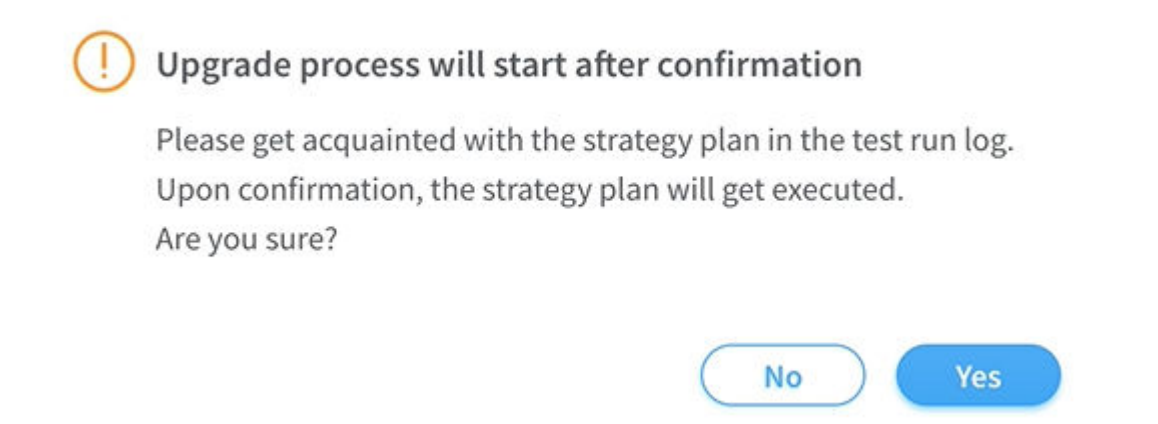 Upgrade process will start after confirmation
Please get acquainted with the strategy plan in the test run log.
Upon confirmation, the strategy plan will get executed.
Are you sure?
No Yes